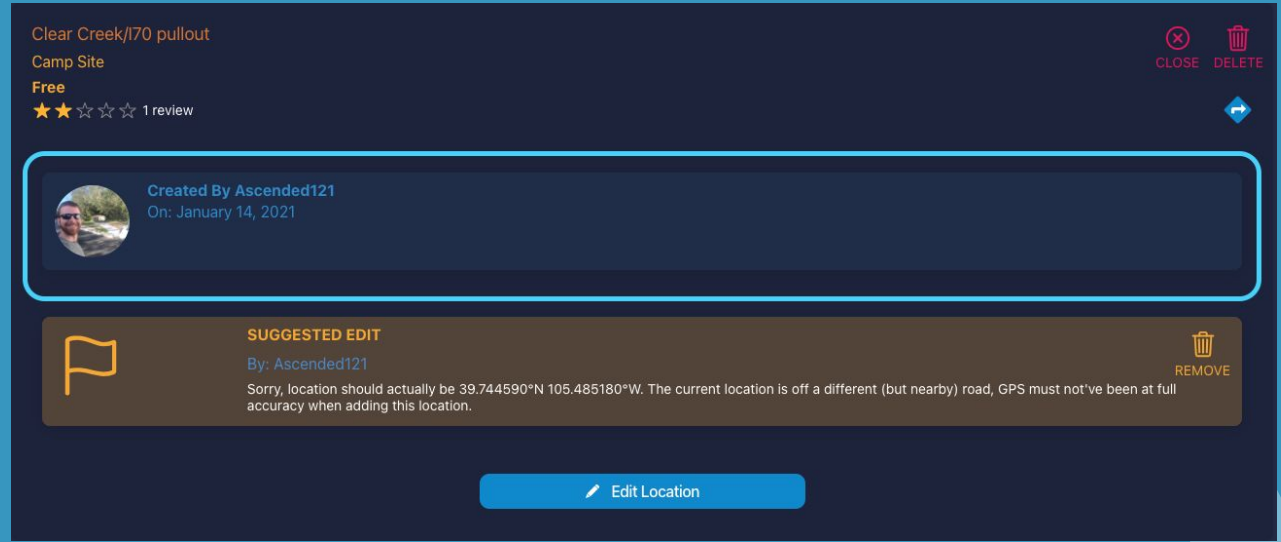 Clear Creek/I70 pullout
CLOSE DELETE
Camp Site
Free
1 review
Created By Ascended121
On: January 14, 2021
SUGGESTED EDIT
By: Ascended121
REMOVE
Sorry, location should actually be 39.744590°N 105.485180°W. The current location is off a different (but nearby) road, GPS must not've been at full
accuracy when adding this location.
Edit Location